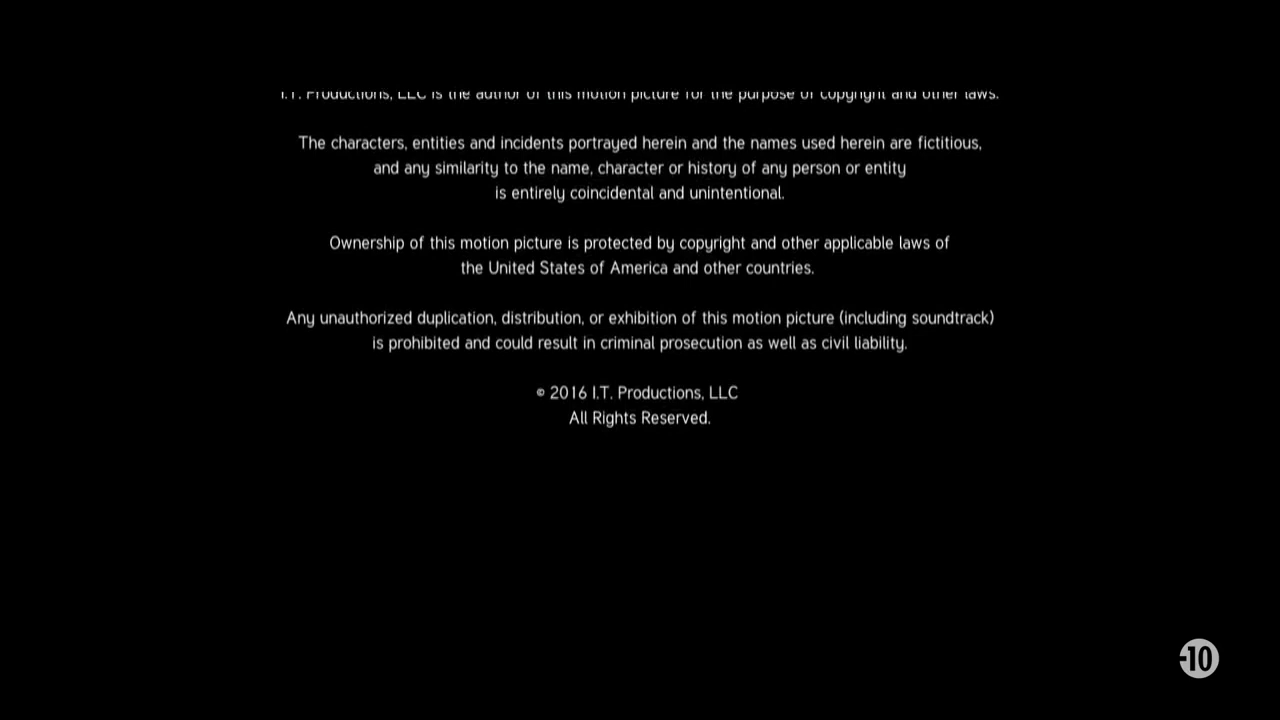 I.T. Productions, LLC is the author of this motion picture for the purpose of copyright and other laws.
The characters, entities and incidents portrayed herein and the names used herein are fictitious,
and any similarity to the name, character or history of any person or entity
is entirely coincidental and unintentional.
Ownership of this motion picture is protected by copyright and other applicable laws of
the United States of America and other countries.
Any unauthorized duplication, distribution, or exhibition of this motion picture (including soundtrack)
is prohibited and could result in criminal prosecution as well as civil liability.
© 2016 I.T. Productions, LLC
All Rights Reserved.
-10